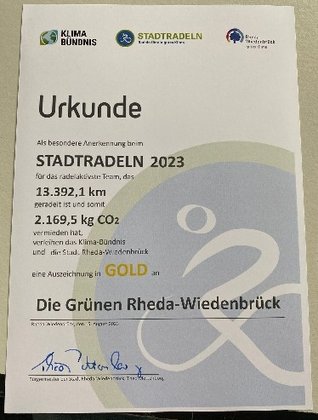 KLIMA
BÜNDNIS
STADTRADELN
Rheda-
Wiedenbrück
Urkunde
Als besondere Anerkennung beim
STADTRADELN 2023
für das radelaktivste Team, das
13.392,1 km
geradelt ist und somit
2.169,5 kg CO₂
vermieden hat,
verleihen das Klima-Bündnis
und die Stadt Rheda-Wiedenbrück
eine Auszeichnung in GOLD an
Die Grünen Rheda-Wiedenbrück